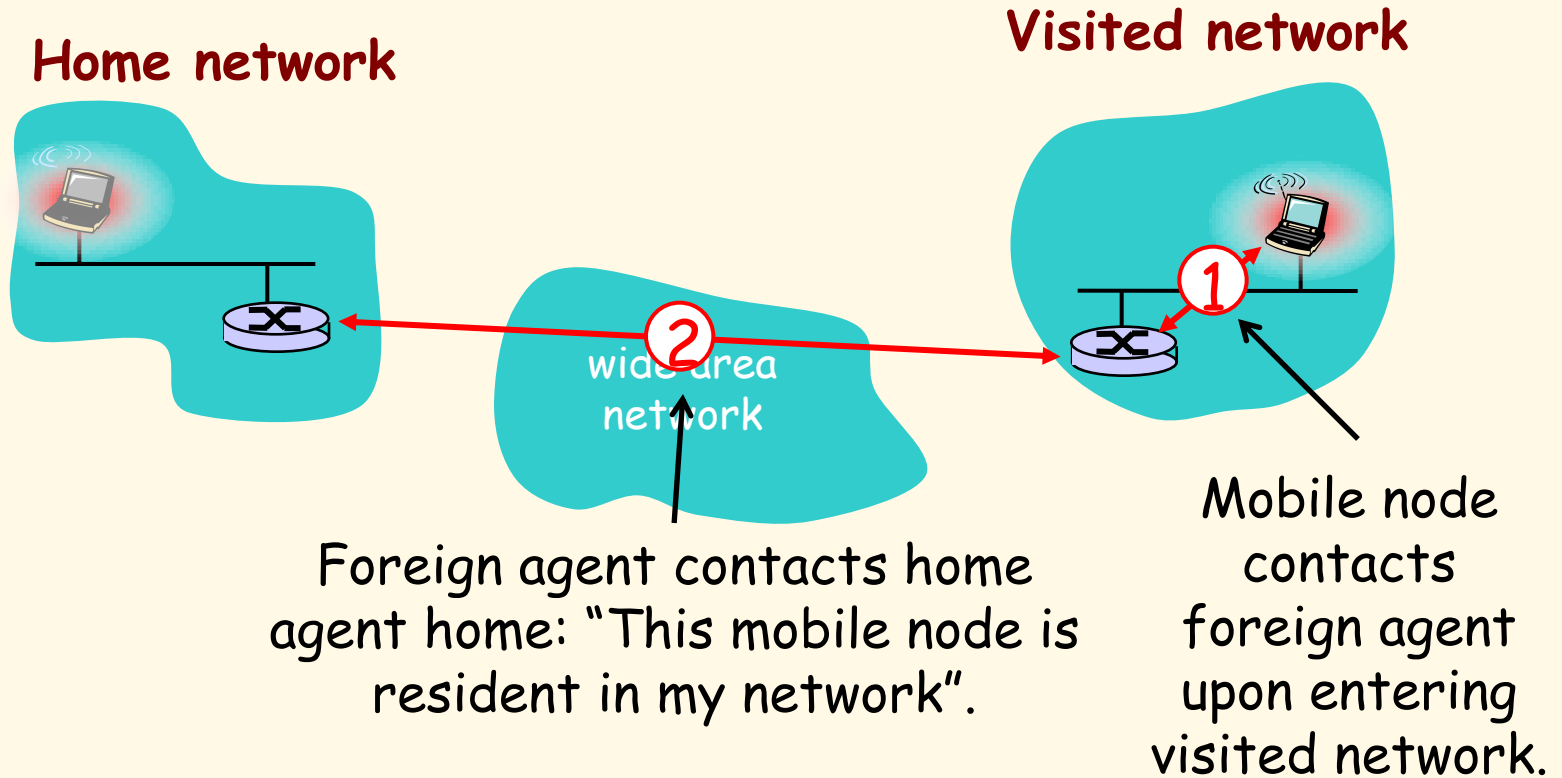 Home network
Visited network
1
2
wide area
network
Foreign agent contacts home
agent home: “This mobile node is
resident in my network”.
Mobile node
contacts
foreign agent
upon entering
visited network.